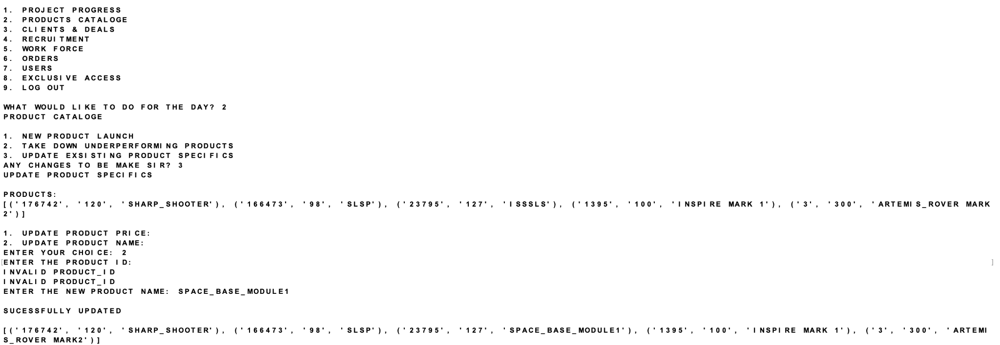 1. PROJECT PROGRESS
2. PRODUCTS CATALOGE
3. CLIENTS & DEALS
4. RECRUITMENT
5. WORK FORCE
6. ORDERS
7. USERS
8. EXCLUSIVE ACCESS
9. LOG OUT
WHAT WOULD LIKE TO DO FOR THE DAY? 2
PRODUCT CATALOGE
1. NEW PRODUCT LAUNCH
2. TAKE DOWN UNDERPERFORMING PRODUCTS
3. UPDATE EXSISTING PRODUCT SPECIFICS
ANY CHANGES TO BE MAKE SIR? 3
UPDATE PRODUCT SPECIFICS
PRODUCTS:
[('176742', '120', 'SHARP_SHOOTER'), ('166473', '98', 'SLSP'), ('23795', '127', 'ISSSLS'), ('1395', '100', 'INSPIRE MARK 1'), ('3', '300', 'ARTEMIS_ROVER MARK
2')]
1. UPDATE PRODUCT PRICE:
2. UPDATE PRODUCT NAME:
ENTER YOUR CHOICE: 2
[ENTER THE PRODUCT ID: ]
INVALID PRODUCT_ID
INVALID PRODUCT_ID
ENTER THE NEW PRODUCT NAME: SPACE_BASE_MODULE1
SUCESSFULLY UPDATED
[('176742', '120', 'SHARP_SHOOTER'), ('166473', '98', 'SLSP'), ('23795', '127', 'SPACE_BASE_MODULE1'), ('1395', '100', 'INSPIRE MARK 1'), ('3', '300', 'ARTEMI
S_ROVER MARK2')]